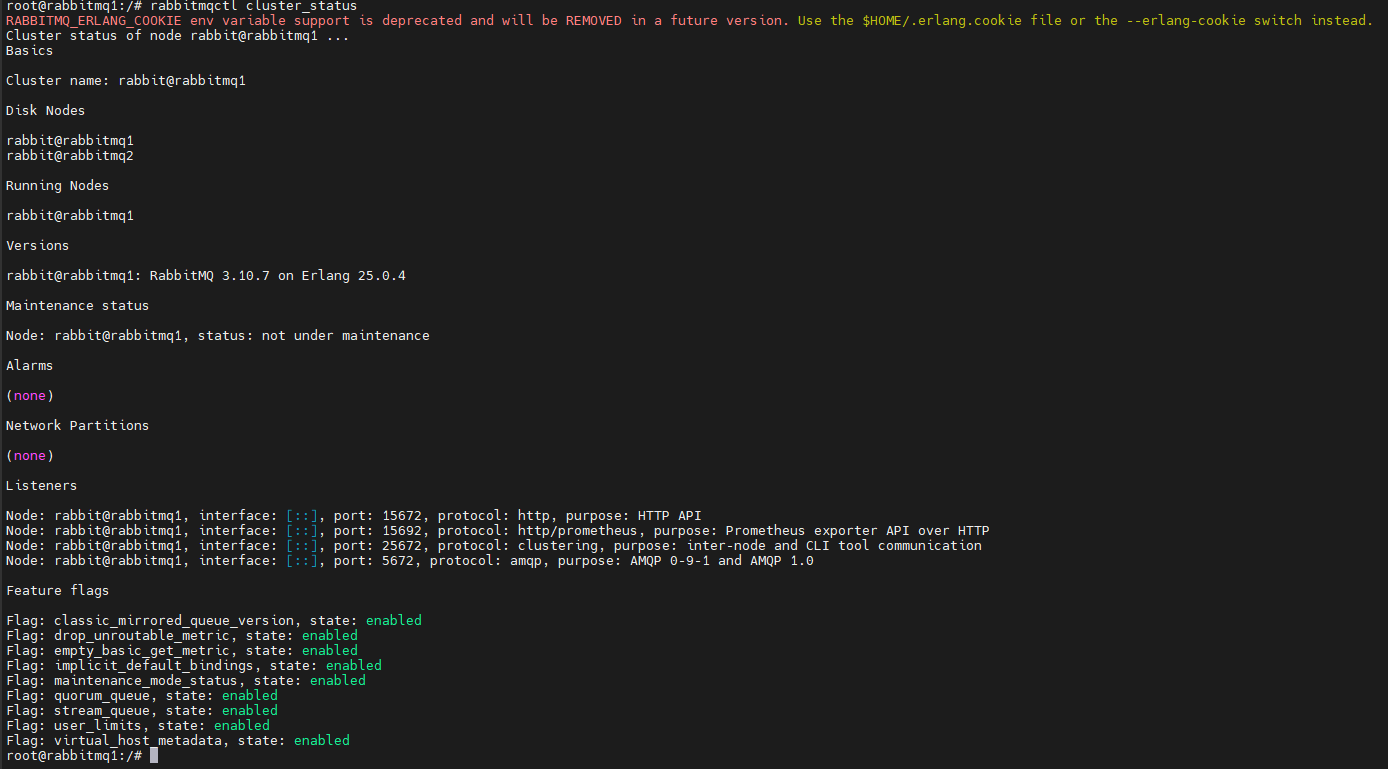 root@rabbitmq1:/# rabbitmqctl cluster_status
RABBITMQ_ERLANG_COOKIE env variable support is deprecated and will be REMOVED in a future version. Use the $HOME/.erlang.cookie file or the --erlang-cookie switch instead.
Cluster status of node rabbit@rabbitmq1 ...
Basics
Cluster name: rabbit@rabbitmq1
Disk Nodes
rabbit@rabbitmq1
rabbit@rabbitmq2
Running Nodes
rabbit@rabbitmq1
Versions
rabbit@rabbitmq1: RabbitMQ 3.10.7 on Erlang 25.0.4
Maintenance status
Node: rabbit@rabbitmq1, status: not under maintenance
Alarms
(none)
Network Partitions
(none)
Listeners
Node: rabbit@rabbitmq1, interface: [::], port: 15672, protocol: http, purpose: HTTP API
Node: rabbit@rabbitmq1, interface: [::], port: 15692, protocol: http/prometheus, purpose: Prometheus exporter API over HTTP
Node: rabbit@rabbitmq1, interface: [::], port: 25672, protocol: clustering, purpose: inter-node and CLI tool communication
Node: rabbit@rabbitmq1, interface: [::], port: 5672, protocol: amqp, purpose: AMQP 0-9-1 and AMQP 1.0
Feature flags
Flag: classic_mirrored_queue_version, state: enabled
Flag: drop_unroutable_metric, state: enabled
Flag: empty_basic_get_metric, state: enabled
Flag: implicit_default_bindings, state: enabled
Flag: maintenance_mode_status, state: enabled
Flag: quorum_queue, state: enabled
Flag: stream_queue, state: enabled
Flag: user_limits, state: enabled
Flag: virtual_host_metadata, state: enabled
root@rabbitmq1:/#